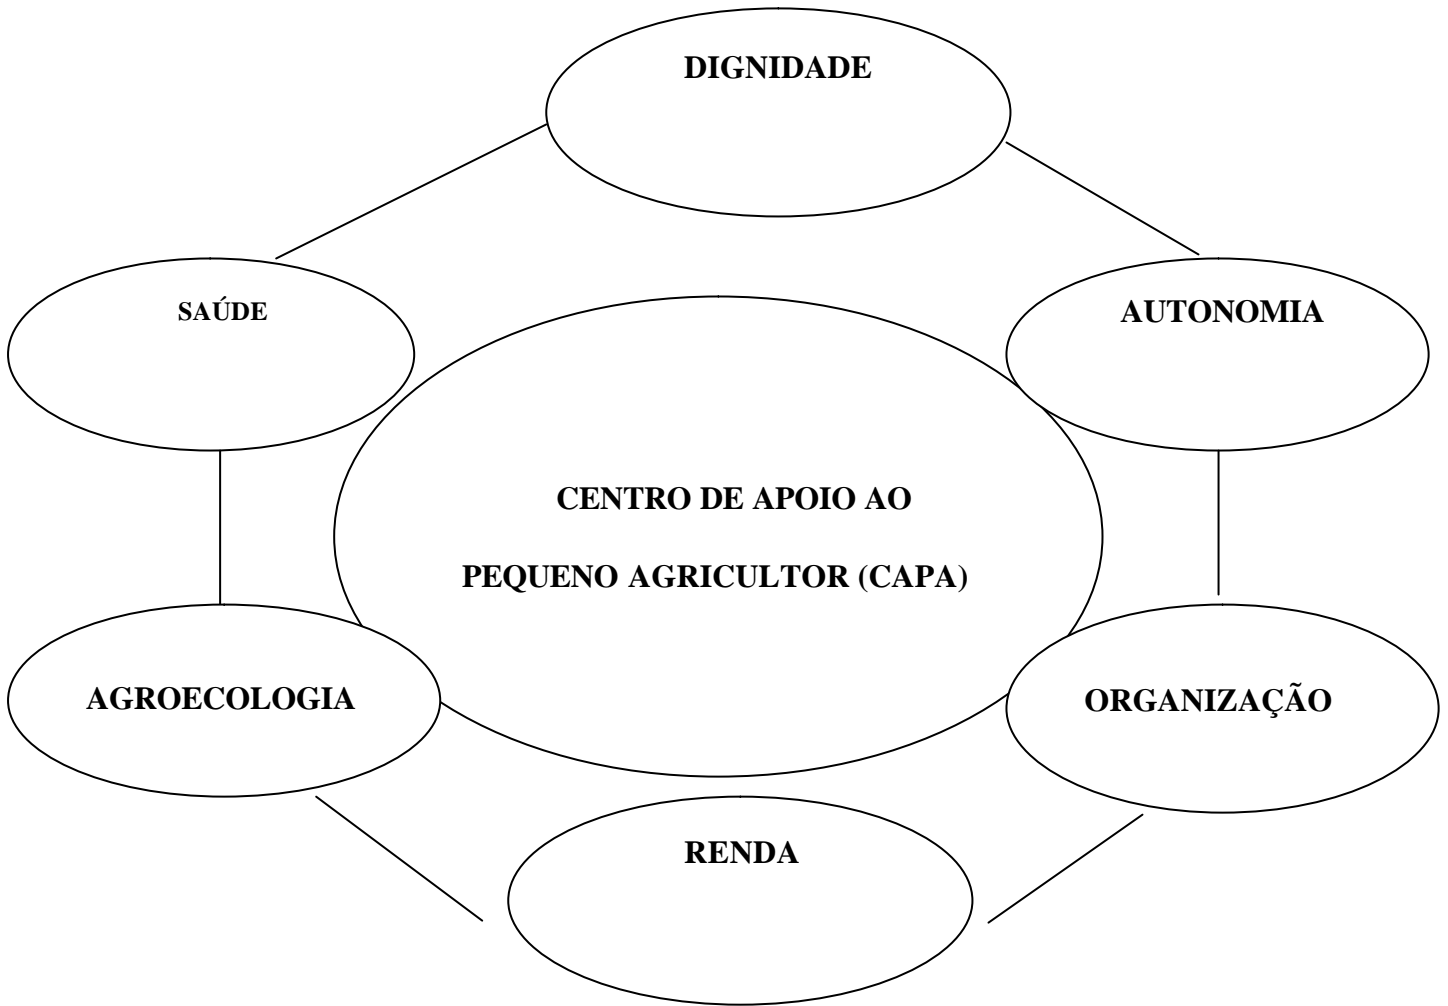 DIGNIDADE
SAÚDE
AUTONOMIA
CENTRO DE APOIO AO
PEQUENO AGRICULTOR (CAPA)
AGROECOLOGIA
ORGANIZAÇÃO
RENDA